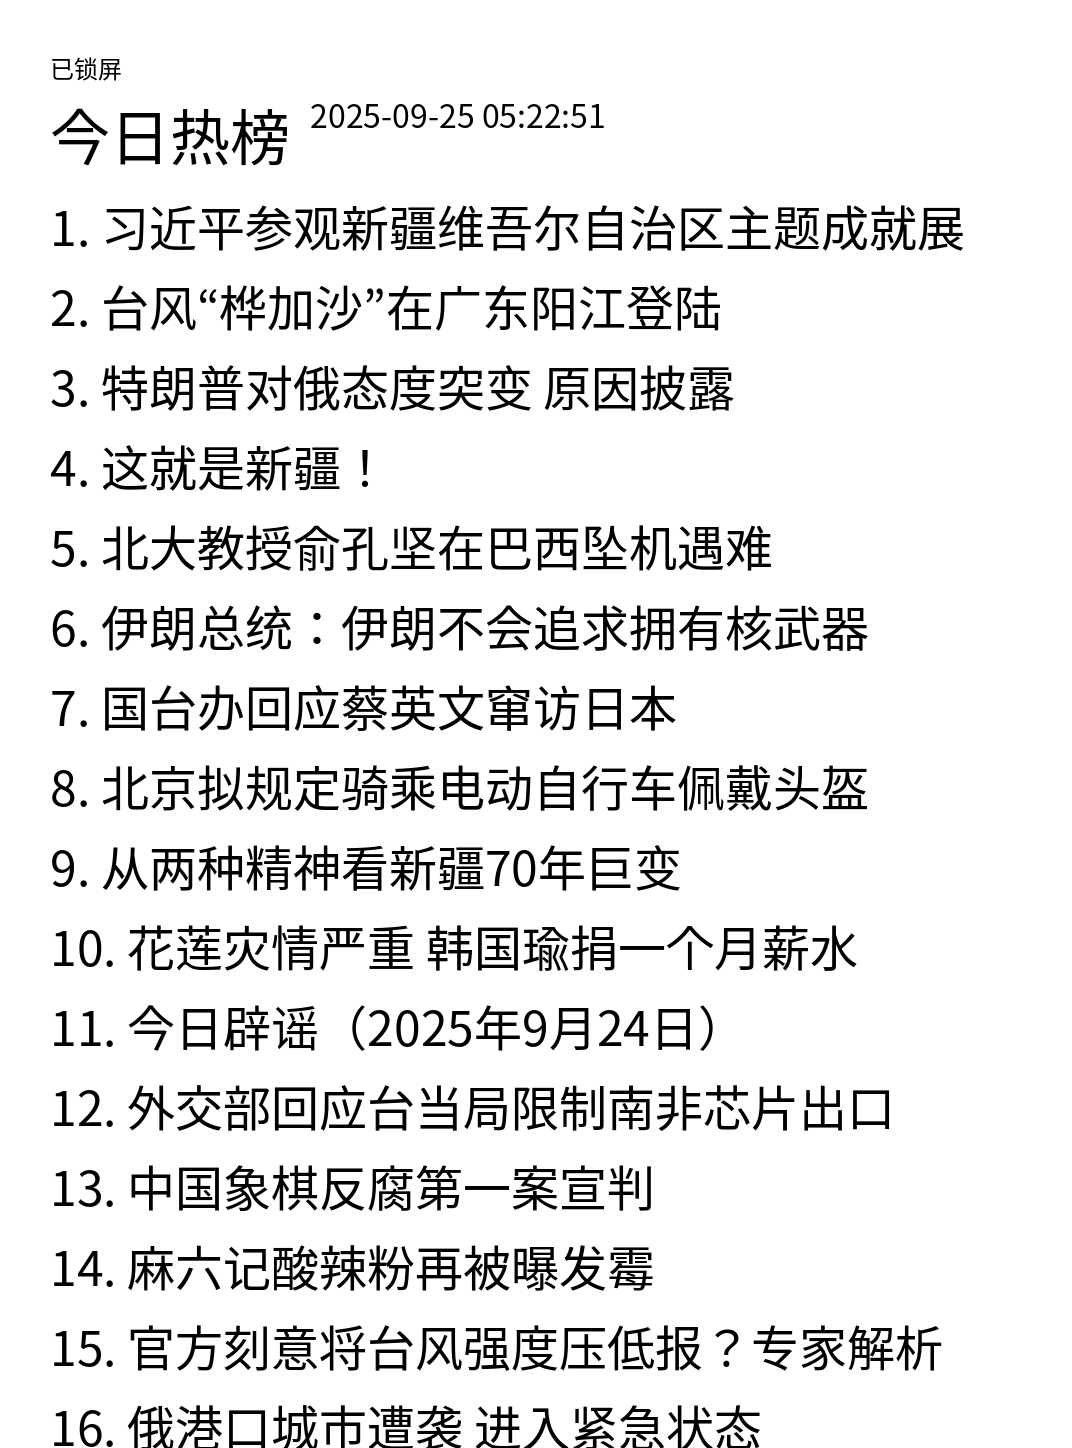 已锁屏
今日热榜 2025-09-25 05:22:51
1. 习近平参观新疆维吾尔自治区主题成就展
2. 台风“桦加沙”在广东阳江登陆
3. 特朗普对俄态度突变 原因披露
4. 这就是新疆！
5. 北大教授俞孔坚在巴西坠机遇难
6. 伊朗总统：伊朗不会追求拥有核武器
7. 国台办回应蔡英文窜访日本
8. 北京拟规定骑乘电动自行车佩戴头盔
9. 从两种精神看新疆70年巨变
10. 花莲灾情严重 韩国瑜捐一个月薪水
11. 今日辟谣（2025年9月24日）
12. 外交部回应台当局限制南非芯片出口
13. 中国象棋反腐第一案宣判
14. 麻六记酸辣粉再被曝发霉
15. 官方刻意将台风强度压低报？专家解析
16. 俄港口城市遭袭 进入紧急状态